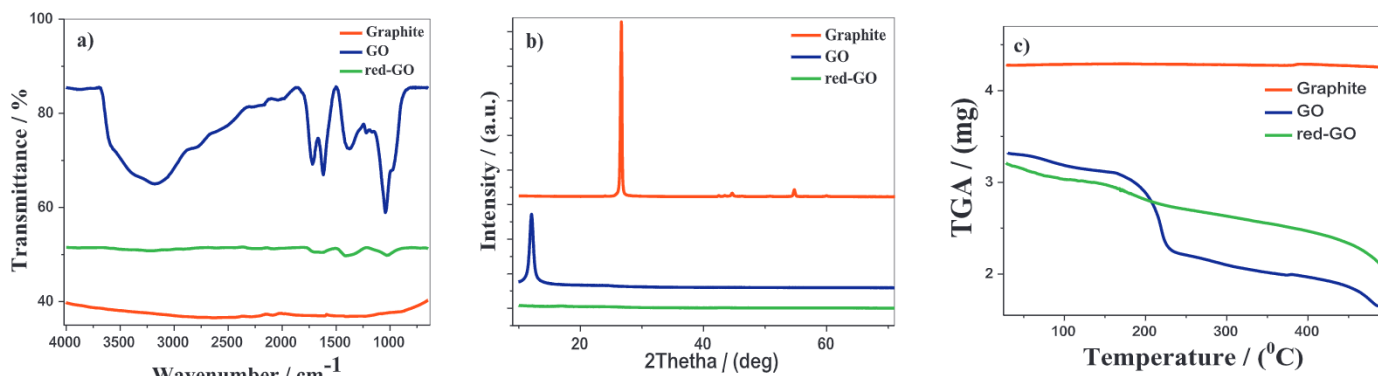 a)
Graphite
GO
red-GO
Transmittance / %
100
80
60
40
4000
3500
3000
2500
2000
1500
1000
Wavenumber / cm-1
b)
Graphite
GO
red-GO
Intensity / (a.u.)
20
40
60
2Thetha / (deg)
c)
Graphite
GO
red-GO
TGA / (mg)
4
3
2
100
200
300
400
Temperature / (0C)